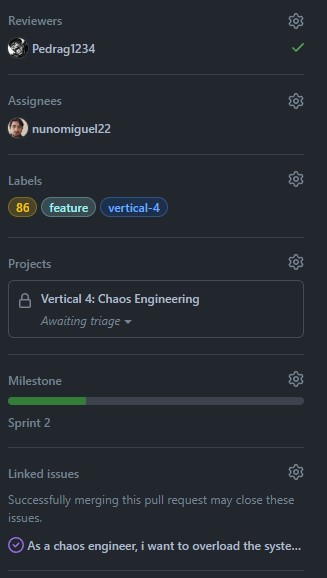 Reviewers
Pedrag1234
Assignees
nunomiguel22
Labels
86 feature vertical-4
Projects
Vertical 4: Chaos Engineering
Awaiting triage
Milestone
Sprint 2
Linked issues
Successfully merging this pull request may close these
issues.
As a chaos engineer, i want to overload the syste...